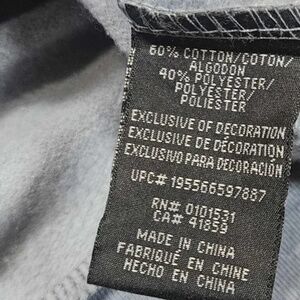 60% COTTON/COTON/
ALGODON
40% POLYESTER/
POLYESTER/
POLIESTER
EXCLUSIVE OF DECORATION
EXCLUSIVE DE DÉCORATION
EXCLUSIVO PARA DECORACIÓN
UPC# 195566597887
RN# 0101531
CA# 41859
MADE IN CHINA
FABRIQUÉ EN CHINE
HECHO EN CHINA